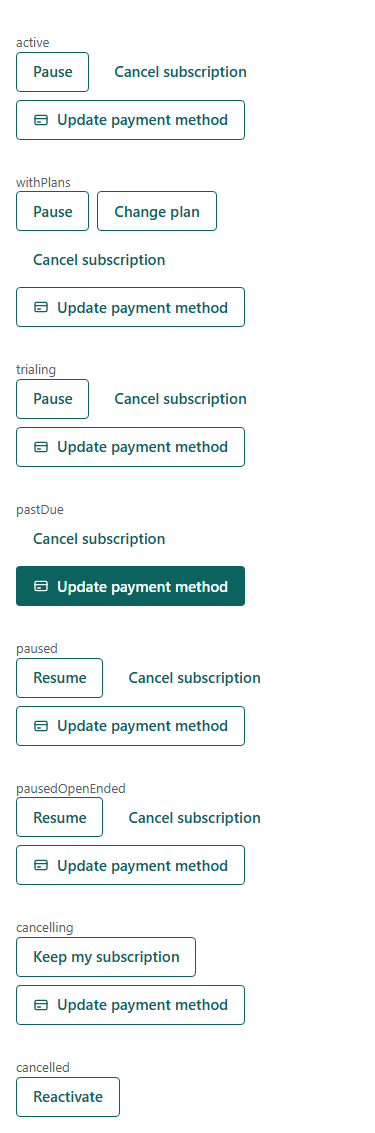 active
Pause Cancel subscription
Update payment method
withPlans
Pause Change plan
Cancel subscription
Update payment method
trialing
Pause Cancel subscription
Update payment method
pastDue
Cancel subscription
Update payment method
paused
Resume Cancel subscription
Update payment method
pausedOpenEnded
Resume Cancel subscription
Update payment method
cancelling
Keep my subscription
Update payment method
cancelled
Reactivate